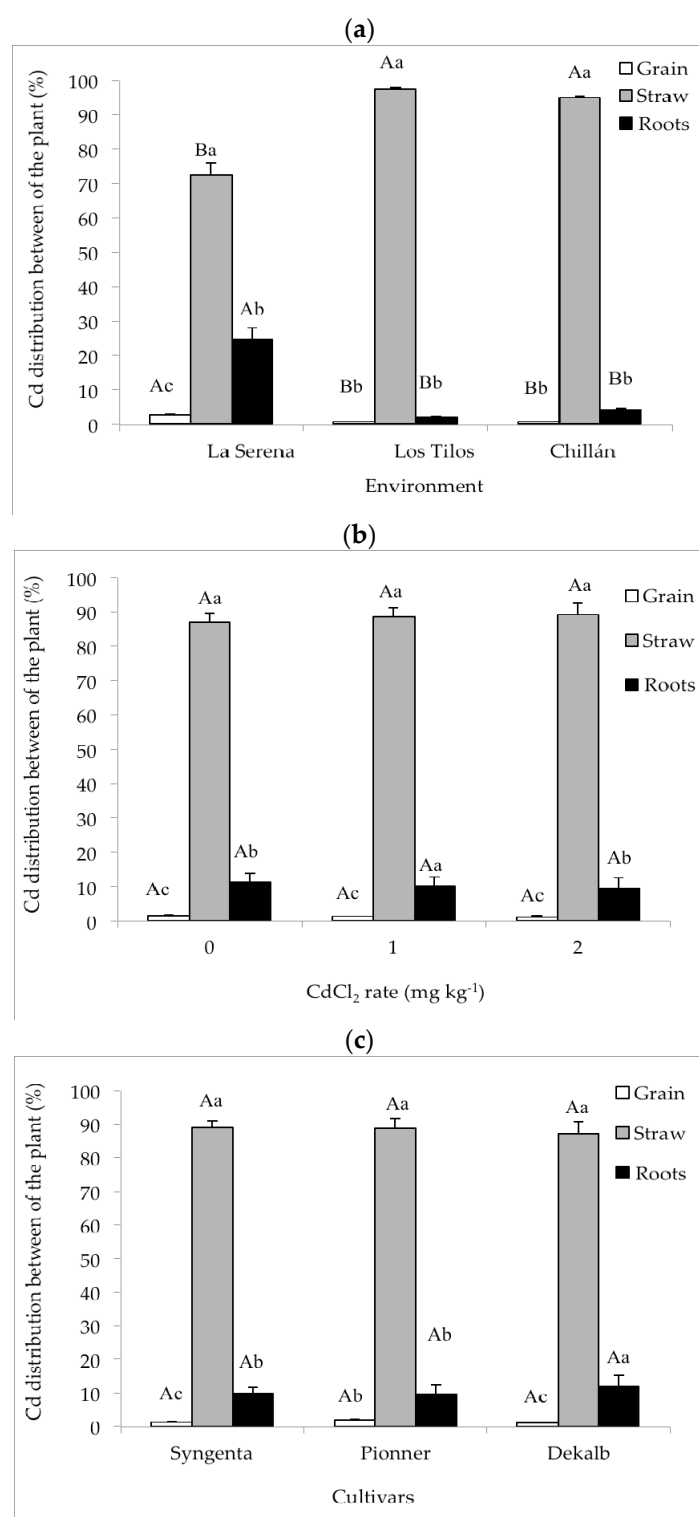 (a)
Cd distribution between of the plant (%)
100
90
80
70
60
50
40
30
20
10
0
Ac
Ba
Ab
Bb
Aa
Bb
Bb
Aa
Bb
Grain
Straw
Roots
La Serena
Los Tilos
Chillán
Environment
(b)
Cd distribution between of the plant (%)
100
90
80
70
60
50
40
30
20
10
0
Ac
Aa
Ab
Ac
Aa
Aa
Ac
Aa
Ab
Grain
Straw
Roots
0
1
2
CdCl2 rate (mg kg-1)
(c)
Cd distribution between of the plant (%)
100
90
80
70
60
50
40
30
20
10
0
Ac
Aa
Ab
Ab
Aa
Ab
Ac
Aa
Aa
Grain
Straw
Roots
Syngenta
Pionner
Dekalb
Cultivars